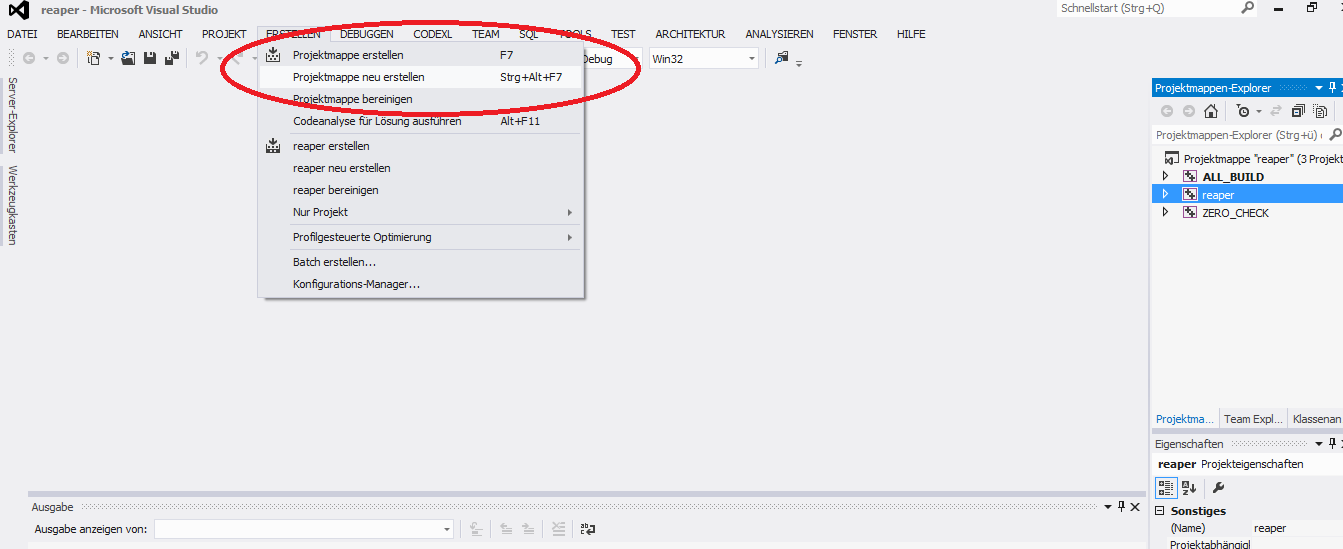 reaper - Microsoft Visual Studio
Schnellstart (Strg+Q)
DATEI BEARBEITEN ANSICHT PROJEKT ERSTELLEN DEBUGGEN CODEXL TEAM SQL TOOLS TEST ARCHITEKTUR ANALYSIEREN FENSTER HILFE
Debug Win32
Server-Explorer
Werkzeugkasten
Projektmappe erstellen F7
Projektmappe neu erstellen Strg+Alt+F7
Projektmappe bereinigen
Codeanalyse für Lösung ausführen Alt+F11
reaper erstellen
reaper neu erstellen
reaper bereinigen
Nur Projekt
Profilgesteuerte Optimierung
Batch erstellen...
Konfigurations-Manager...
Projektmappen-Explorer
Projektmappen-Explorer (Strg+ü)
Projektmappe "reaper" (3 Projekt
ALL_BUILD
reaper
ZERO_CHECK
Projektma... Team Expl... Klassenan
Eigenschaften
reaper Projekteigenschaften
Sonstiges
(Name) reaper
Projektabhängigl
Ausgabe
Ausgabe anzeigen von: